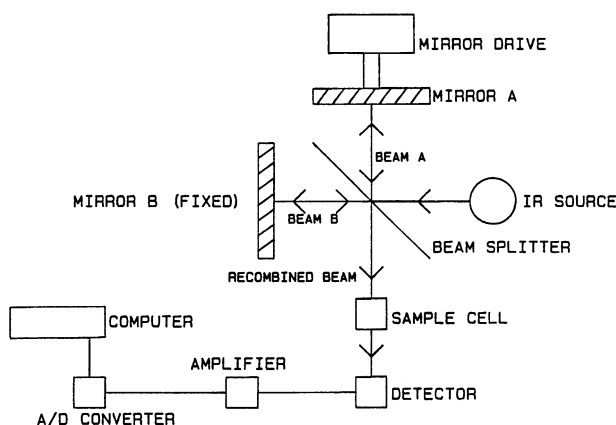 MIRROR DRIVE
MIRROR A
BEAM A
MIRROR B (FIXED)
BEAM B
IR SOURCE
BEAM SPLITTER
RECOMBINED BEAM
COMPUTER
SAMPLE CELL
AMPLIFIER
DETECTOR
A/D CONVERTER